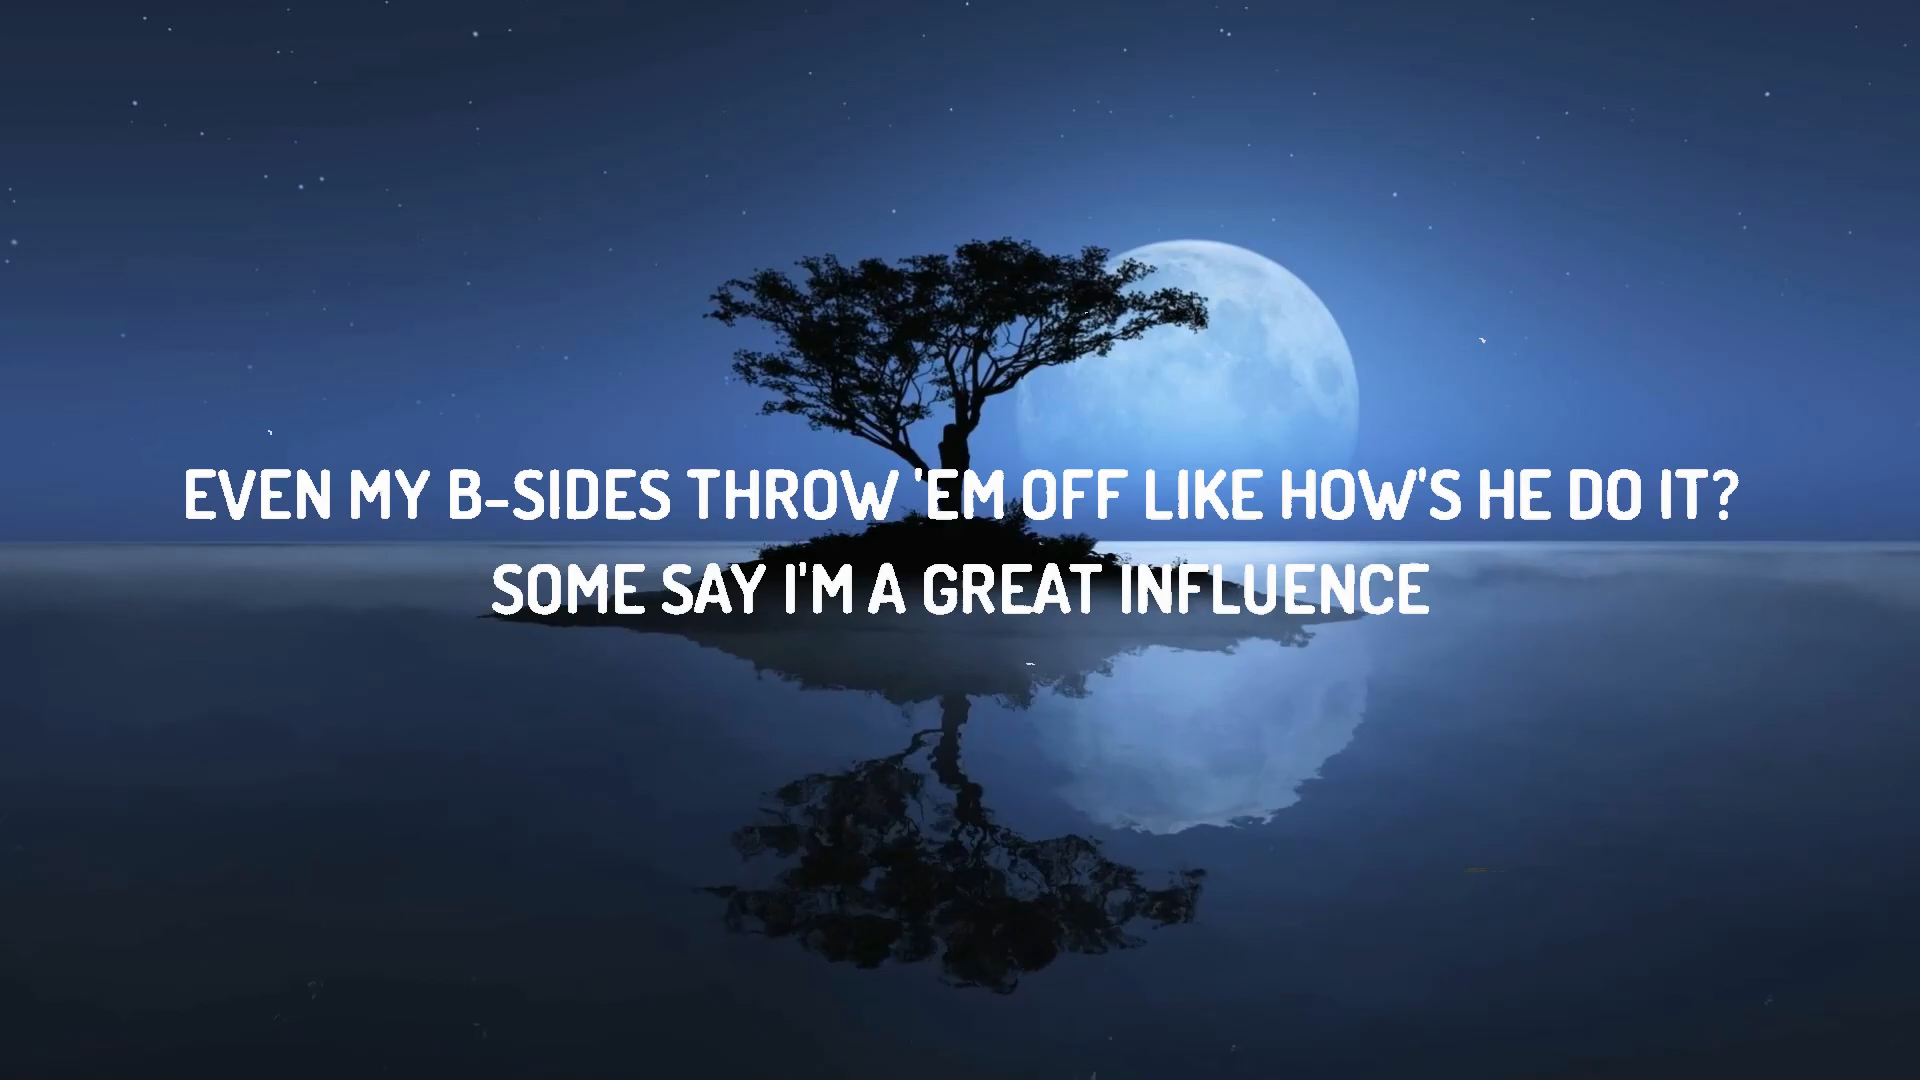 EVEN MY B-SIDES THROW 'EM OFF LIKE HOW'S HE DO IT?
SOME SAY I'M A GREAT INFLUENCE